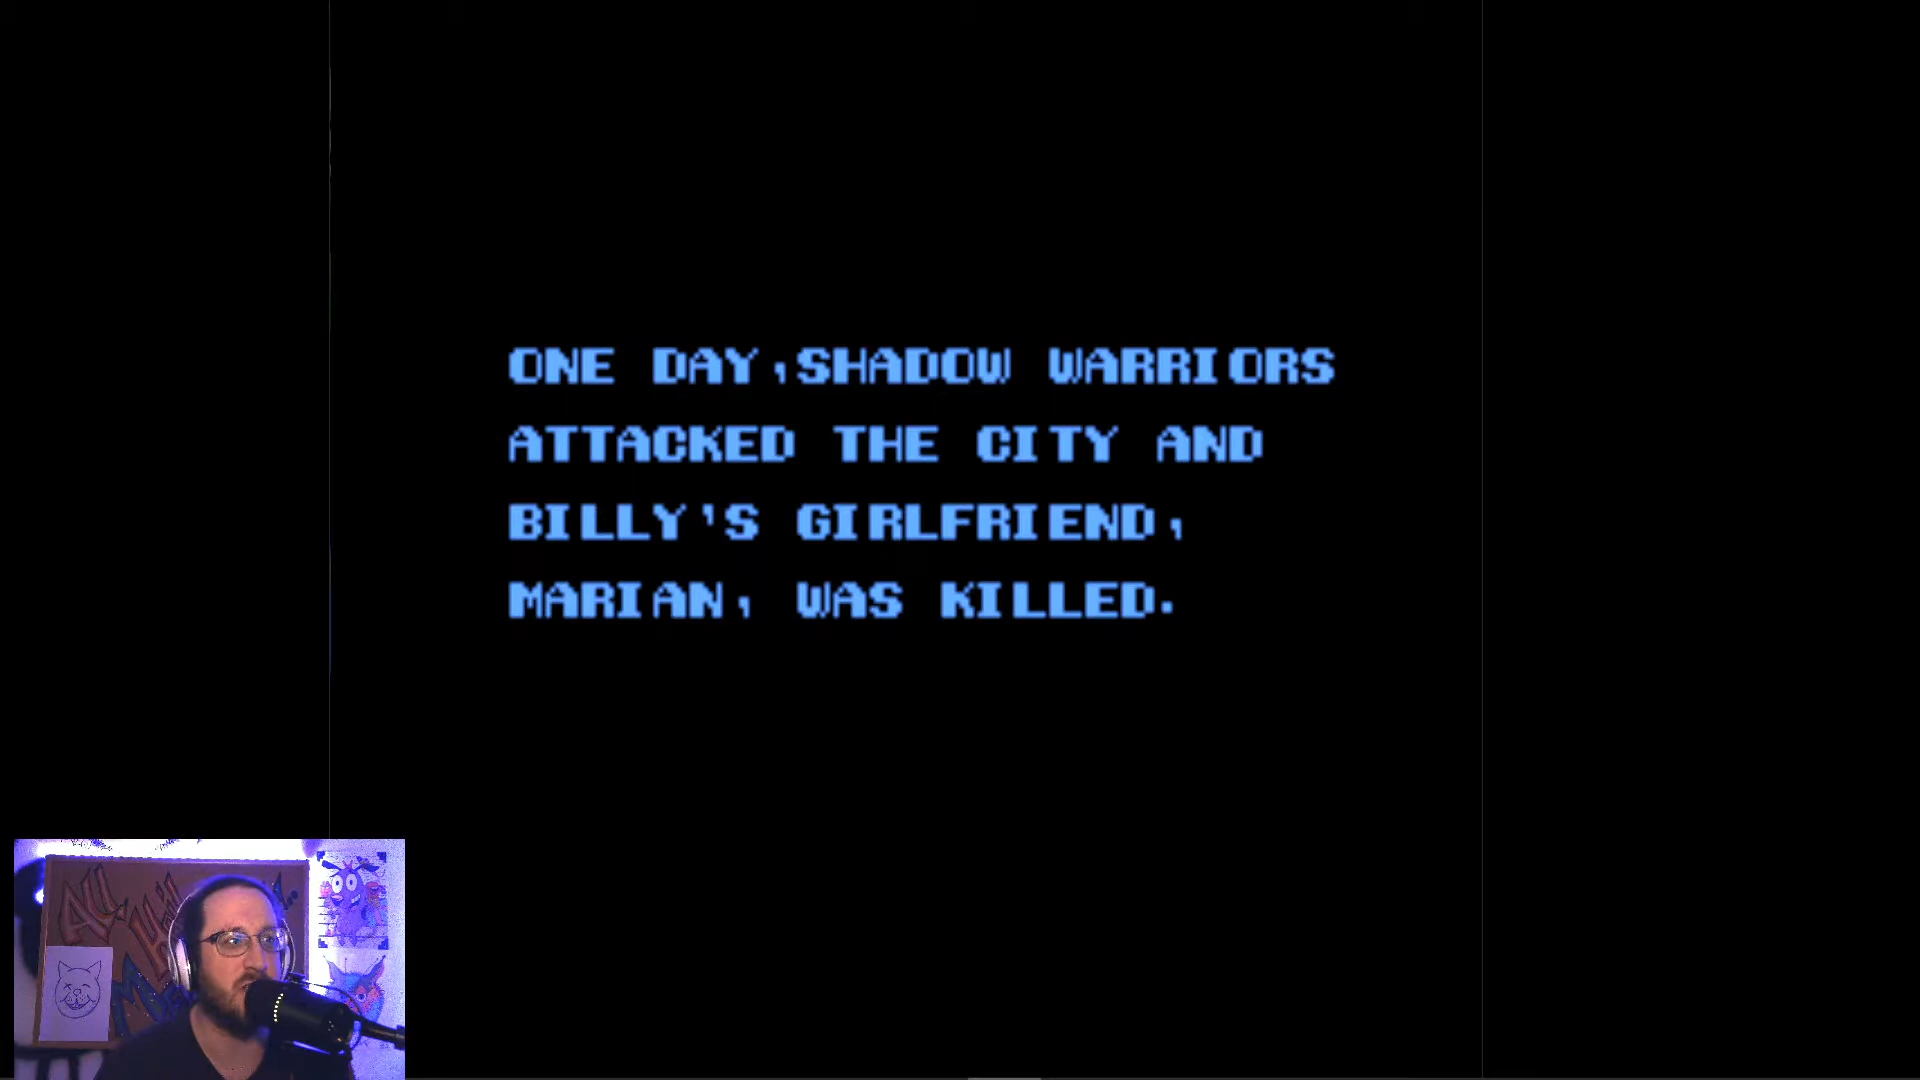 ONE DAY,SHADOW WARRIORS
ATTACKED THE CITY AND
BILLY'S GIRLFRIEND,
MARIAN, WAS KILLED.